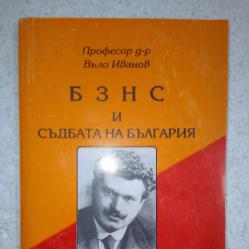 Професор д-р
Въло Иванов
БЗНС
И
СЪДБАТА НА БЪЛГАРИЯ